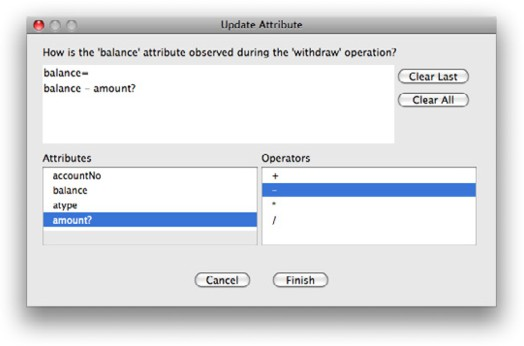 Update Attribute
How is the 'balance' attribute observed during the 'withdraw' operation?
balance=
balance - amount?
Clear Last
Clear All
Attributes
accountNo
balance
atype
amount?
Operators
+
-
*
/
Cancel
Finish